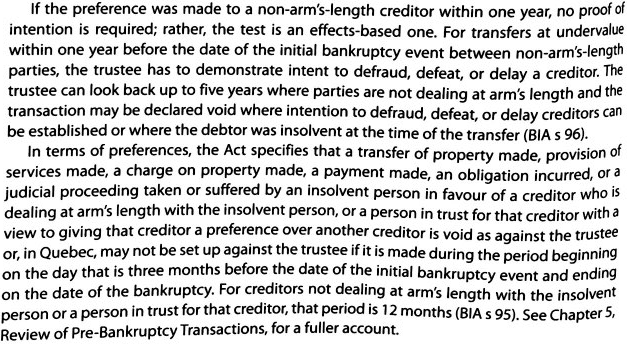 If the preference was made to a non-arm's-length creditor within one year, no proof of
intention is required; rather, the test is an effects-based one. For transfers at undervalue
within one year before the date of the initial bankruptcy event between non-arm's-length
parties, the trustee has to demonstrate intent to defraud, defeat, or delay a creditor. The
trustee can look back up to five years where parties are not dealing at arm's length and the
transaction may be declared void where intention to defraud, defeat, or delay creditors can
be established or where the debtor was insolvent at the time of the transfer (BIA s 96).
In terms of preferences, the Act specifies that a transfer of property made, provision of
services made, a charge on property made, a payment made, an obligation incurred, or a
judicial proceeding taken or suffered by an insolvent person in favour of a creditor who is
dealing at arm's length with the insolvent person, or a person in trust for that creditor with a
view to giving that creditor a preference over another creditor is void as against the trustee
or, in Quebec, may not be set up against the trustee if it is made during the period beginning
on the day that is three months before the date of the initial bankruptcy event and ending
on the date of the bankruptcy. For creditors not dealing at arm's length with the insolvent
person or a person in trust for that creditor, that period is 12 months (BIA s 95). See Chapter 5,
Review of Pre-Bankruptcy Transactions, for a fuller account.